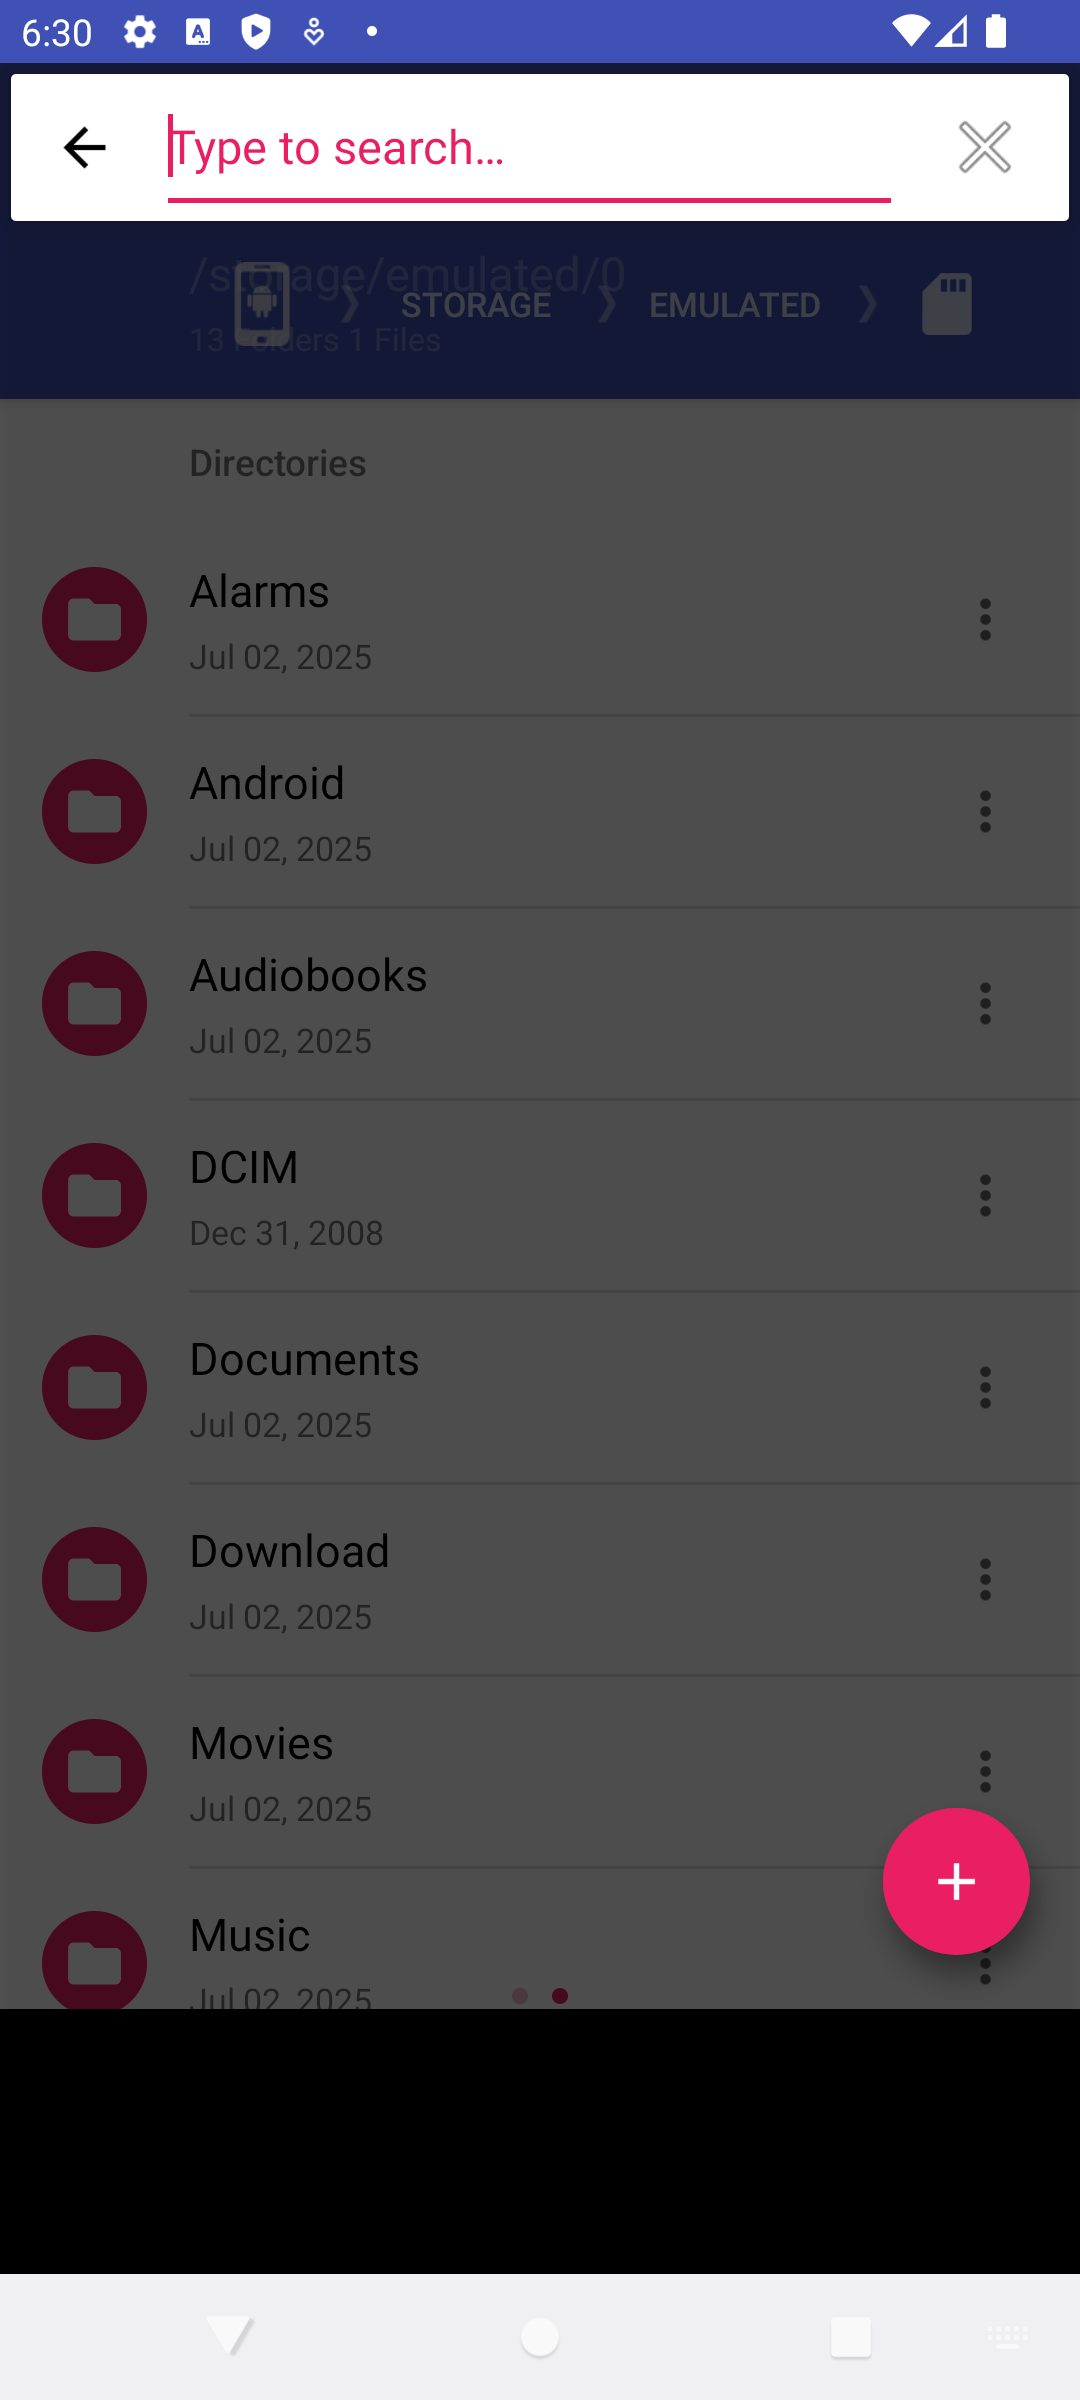 6:30
Type to search...
/storage/emulated/0
STORAGE
EMULATED
13 Folders 1 Files
Directories
Alarms
Jul 02, 2025
Android
Jul 02, 2025
Audiobooks
Jul 02, 2025
DCIM
Dec 31, 2008
Documents
Jul 02, 2025
Download
Jul 02, 2025
Movies
Jul 02, 2025
Music
Jul 02, 2025